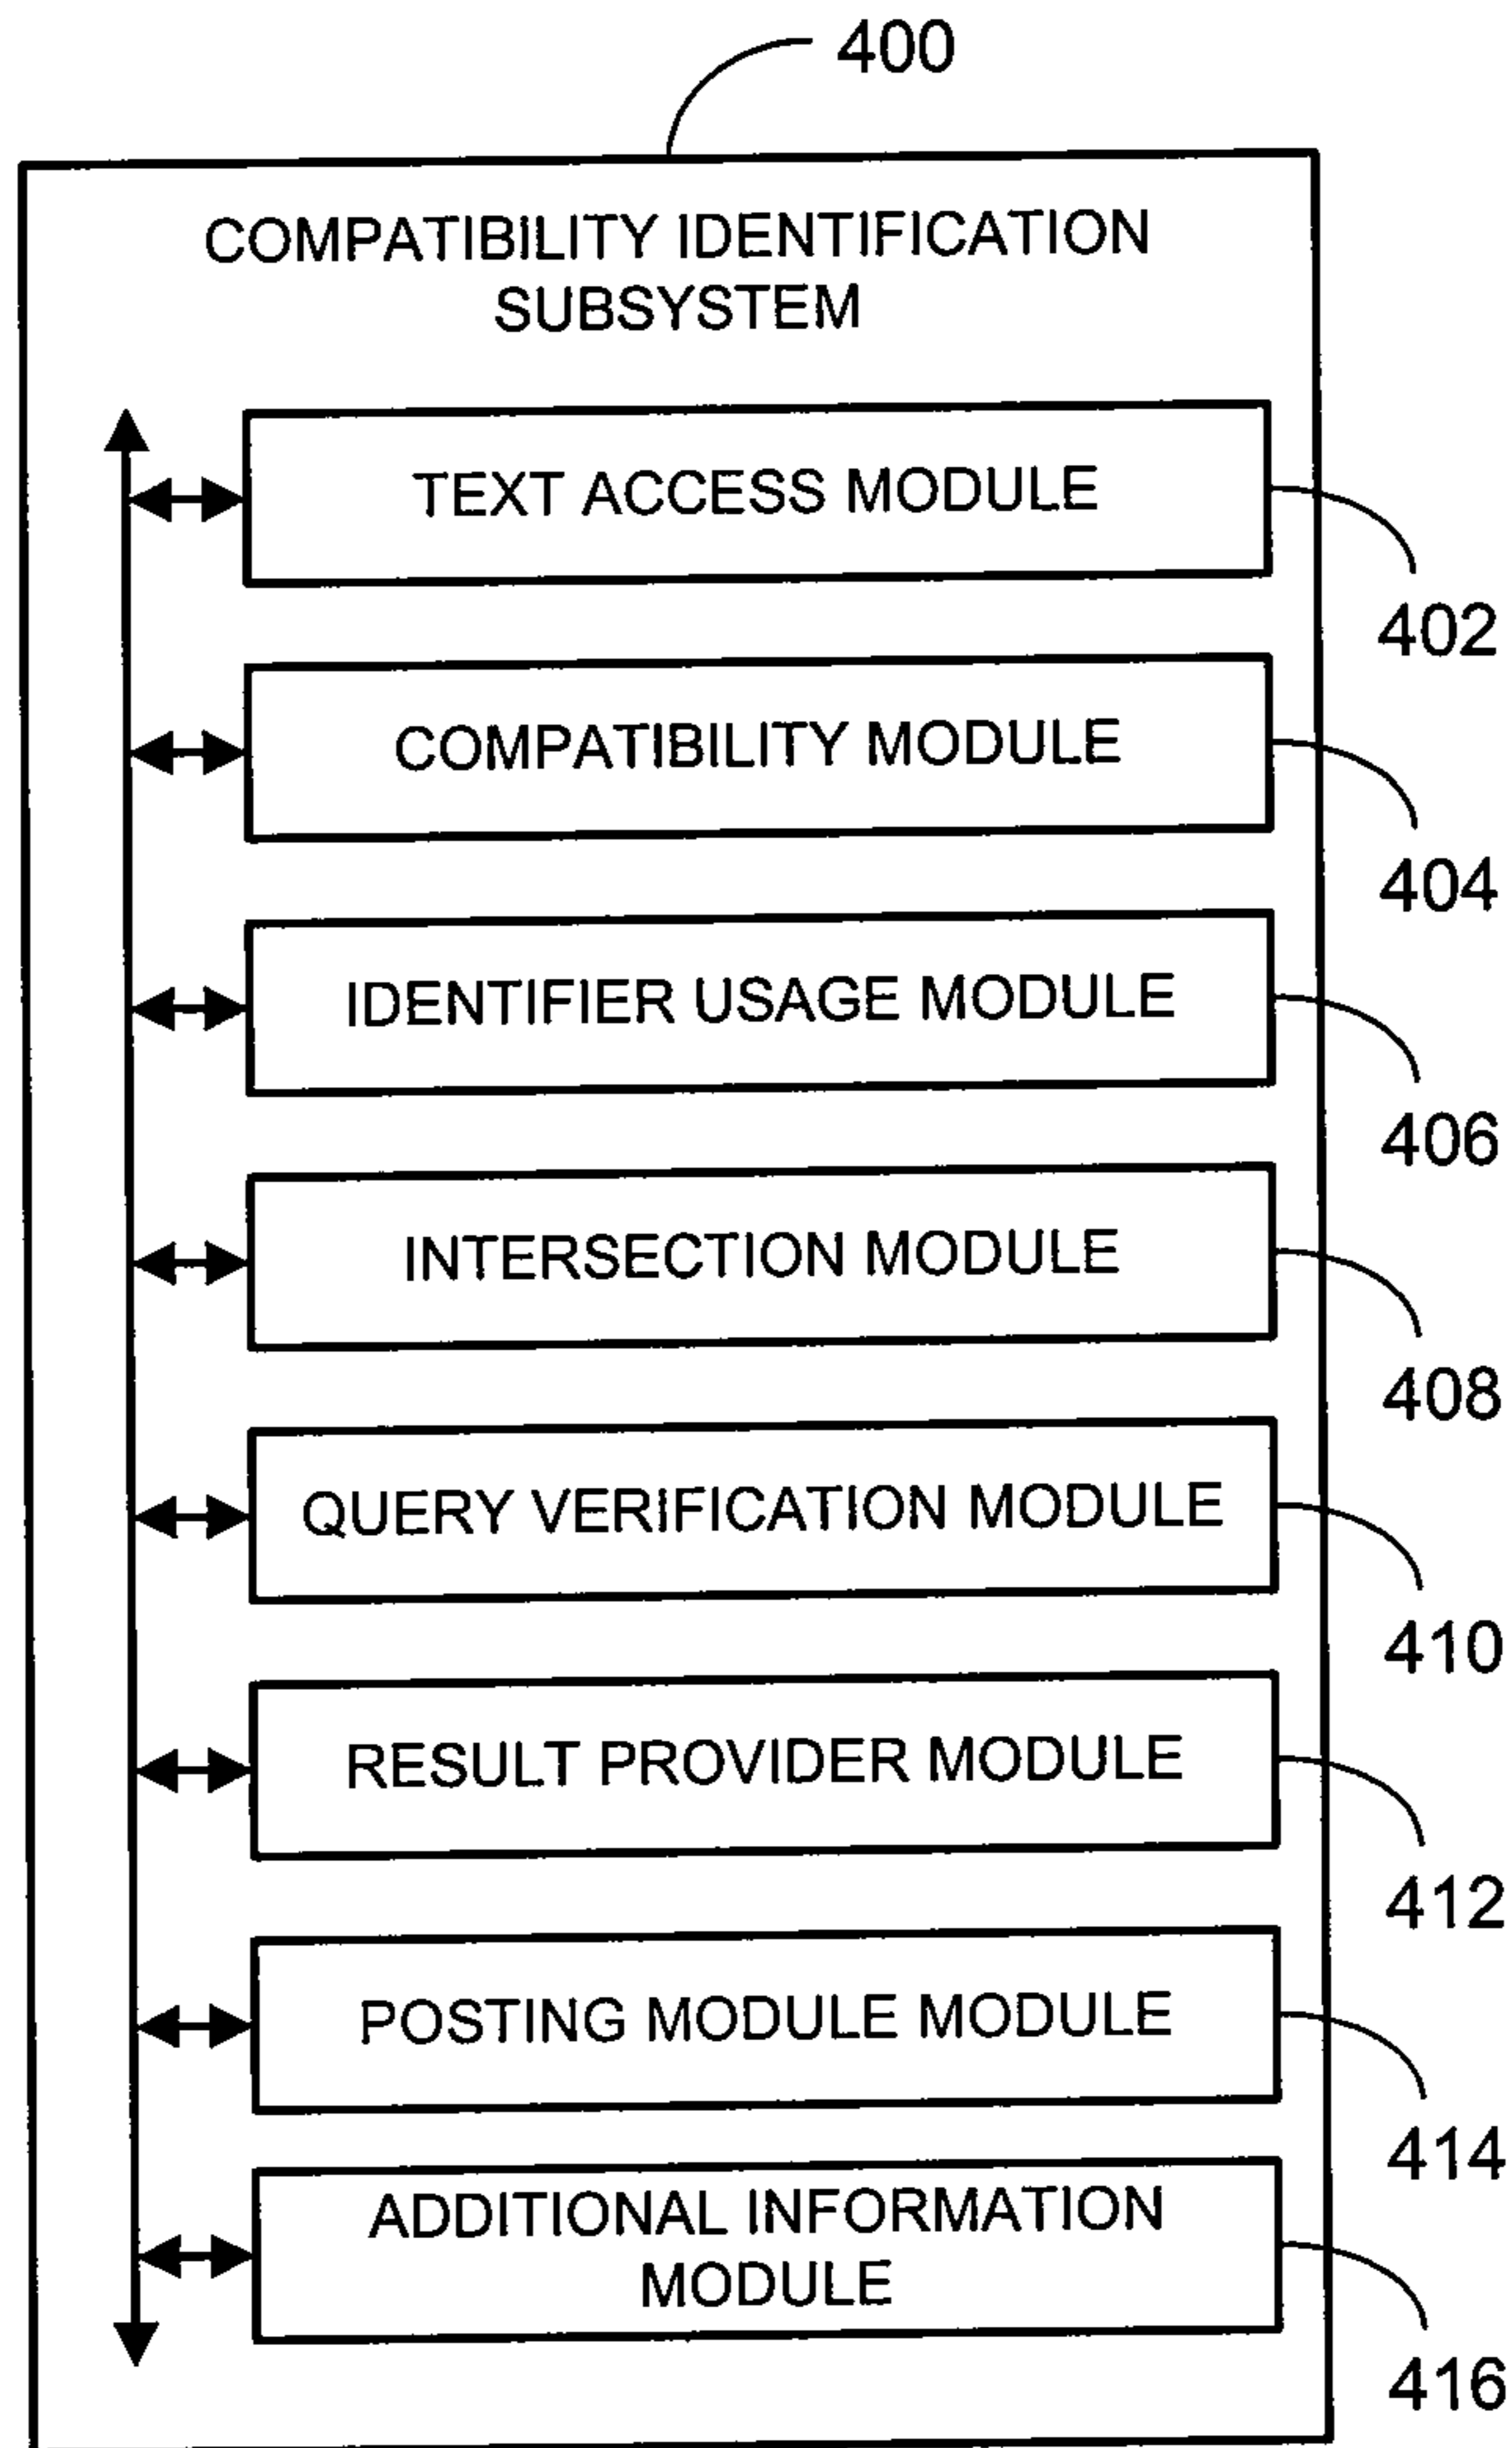 400
COMPATIBILITY IDENTIFICATION
SUBSYSTEM
TEXT ACCESS MODULE
402
COMPATIBILITY MODULE
404
IDENTIFIER USAGE MODULE
406
INTERSECTION MODULE
408
QUERY VERIFICATION MODULE
410
RESULT PROVIDER MODULE
412
POSTING MODULE MODULE
414
ADDITIONAL INFORMATION
MODULE
416